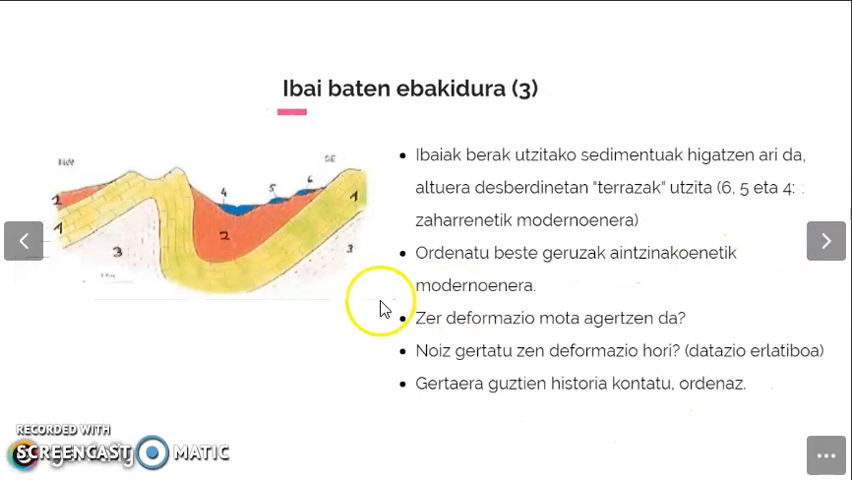 Ibai baten ebakidura (3)
SE
4
5
6
2
1
1
2
3
3
Ibaiak berak utzitako sedimentuak higatzen ari da,
altuera desberdinetan "terrazak" utzita (6, 5 eta 4:
zaharrenetik modernoenera)
Ordenatu beste geruzak aintzinakoenetik
modernoenera.
Zer deformazio mota agertzen da?
Noiz gertatu zen deformazio hori? (datazio erlatiboa)
Gertaera guztien historia kontatu, ordenaz.
RECORDED WITH
SCREENCAST MATIC